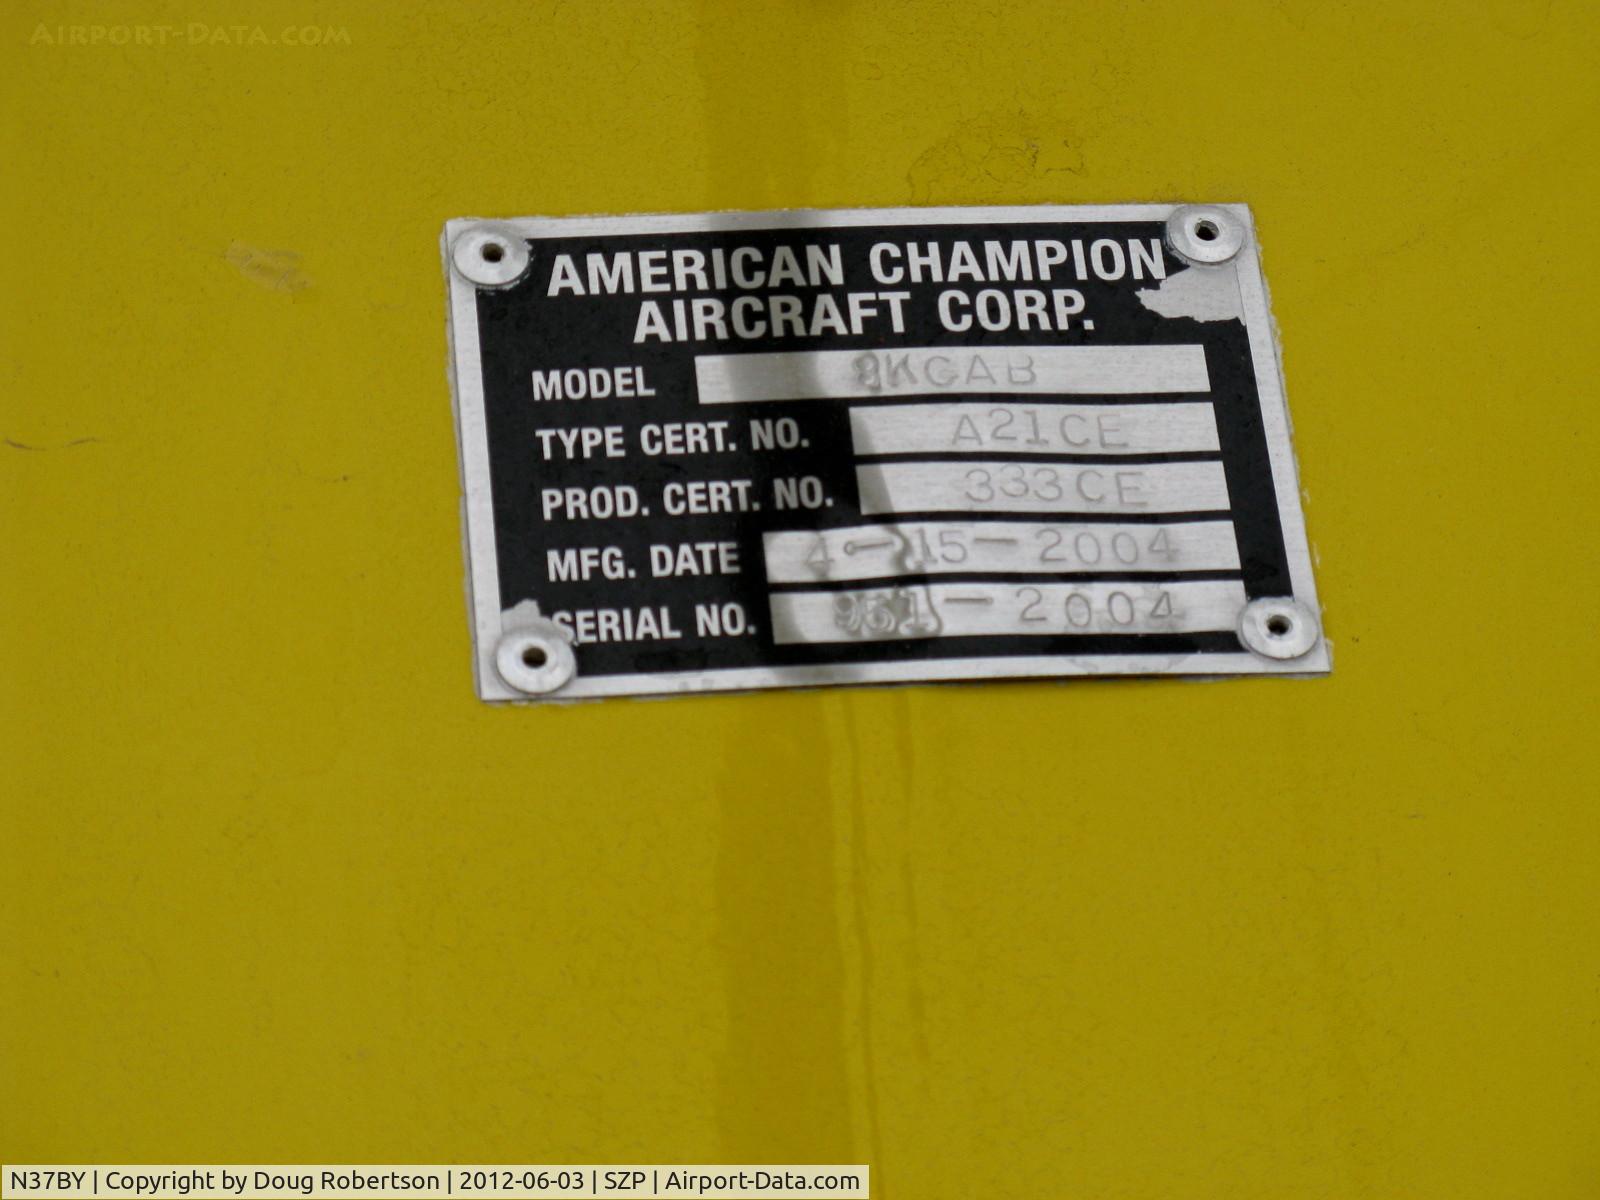 AIRPORT-DATA.COM
AMERICAN CHAMPION
AIRCRAFT CORP.
MODEL 8KCAB
TYPE CERT. NO. A21CE
PROD. CERT. NO. 333CE
MFG. DATE 4-15-2004
SERIAL NO. 951-2004
N37BY | Copyright by Doug Robertson | 2012-06-03 | SZP | Airport-Data.com